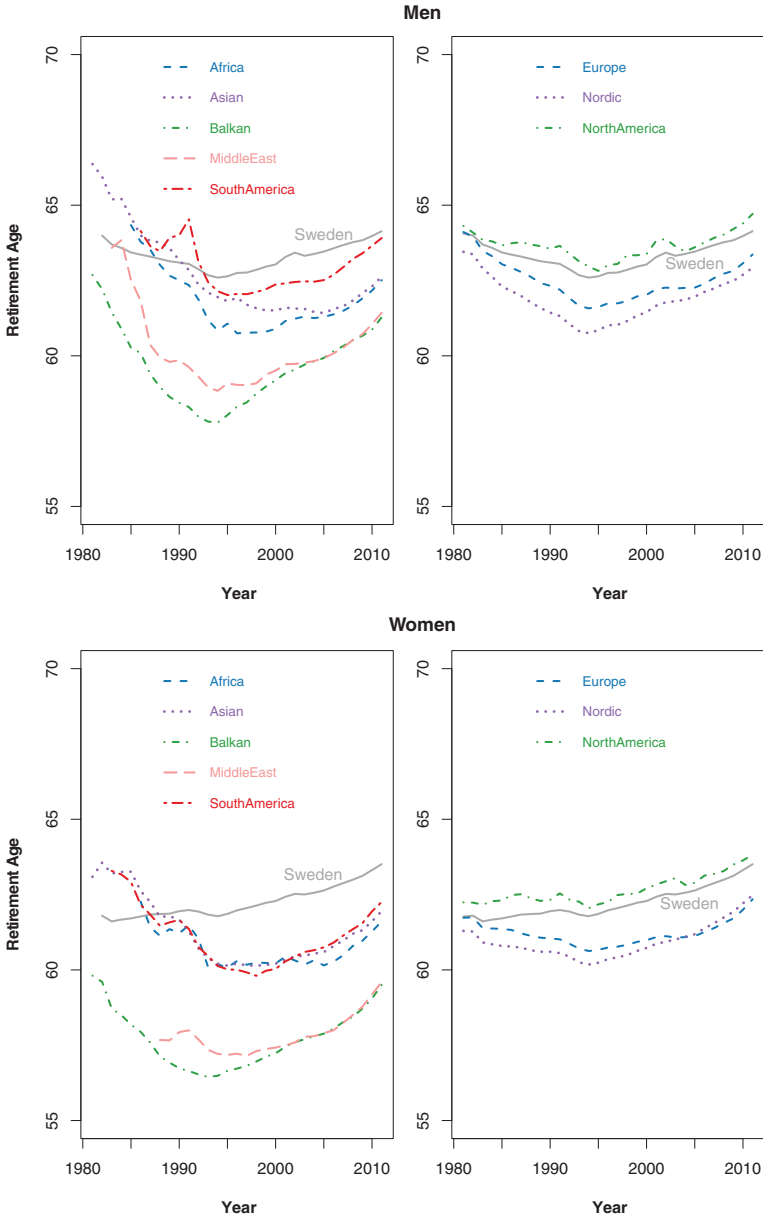 Men
Retirement Age
70
65
60
55
Africa
Asian
Balkan
MiddleEast
SouthAmerica
Sweden
1980
1990
2000
2010
Year
70
65
60
55
Europe
Nordic
NorthAmerica
Sweden
1980
1990
2000
2010
Year
Women
Retirement Age
70
65
60
55
Africa
Asian
Balkan
MiddleEast
SouthAmerica
Sweden
1980
1990
2000
2010
Year
70
65
60
55
Europe
Nordic
NorthAmerica
Sweden
1980
1990
2000
2010
Year